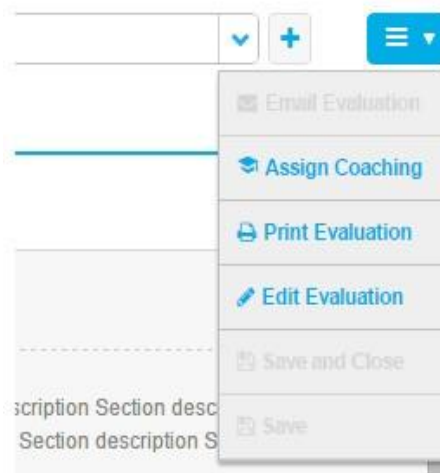 Email Evaluation
Assign Coaching
Print Evaluation
Edit Evaluation
Save and Close
scription Section desc
Save
Section description S